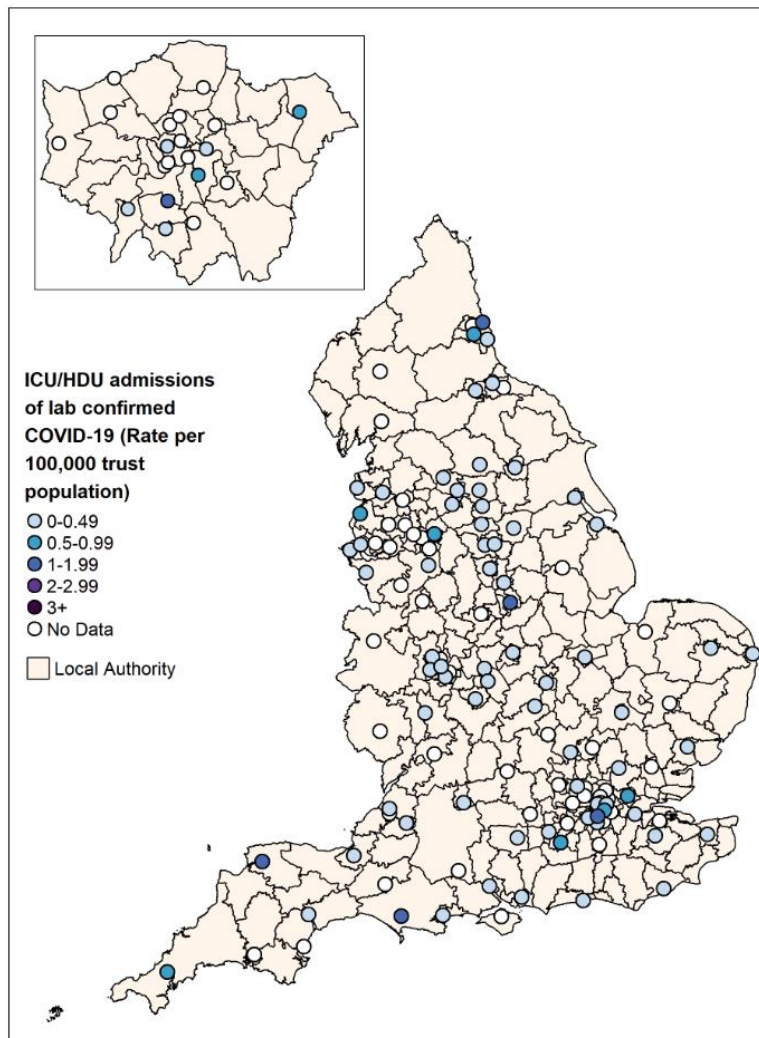 ICU/HDU admissions
of lab confirmed
COVID-19 (Rate per
100,000 trust
population)
0-0.49
0.5-0.99
1-1.99
2-2.99
3+
No Data
Local Authority